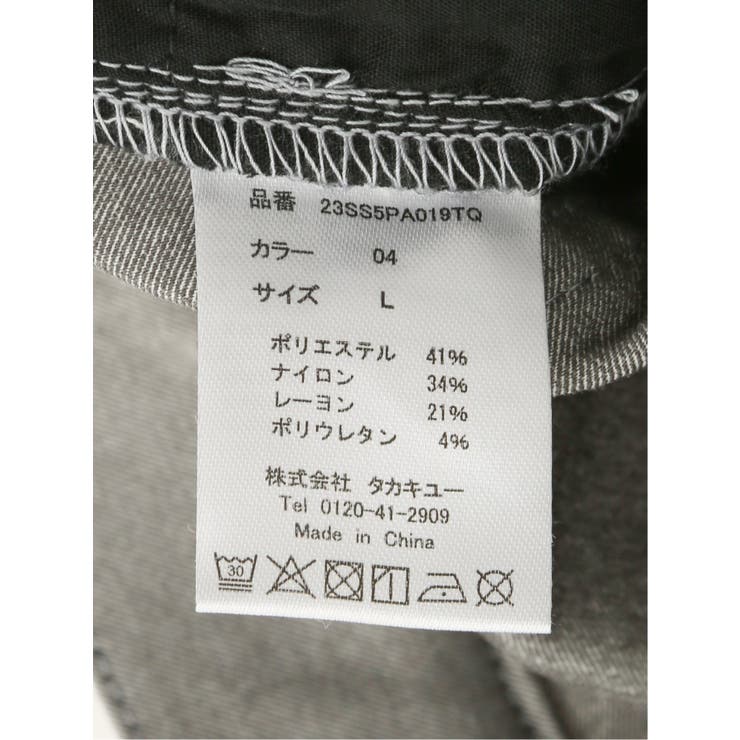 品番 23SS5PA019TQ
カラー 04
サイズ L
ポリエステル 41%
ナイロン 34%
レーヨン 21%
ポリウレタン 4%
株式会社 タカキユー
Tel 0120-41-2909
Made in China
30